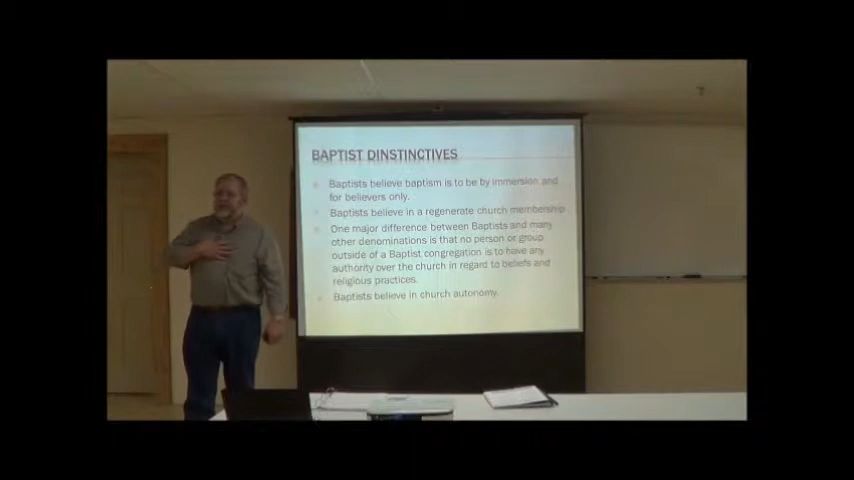 BAPTIST DINSTINCTIVES
Baptists believe baptism is to be by immersion and
for believers only.
Baptists believe in a regenerate church membership
One major difference between Baptists and many
other denominations is that no person or group
outside of a Baptist congregation is to have any
authority over the church in regard to beliefs and
religious practices.
Baptists believe in church autonomy.